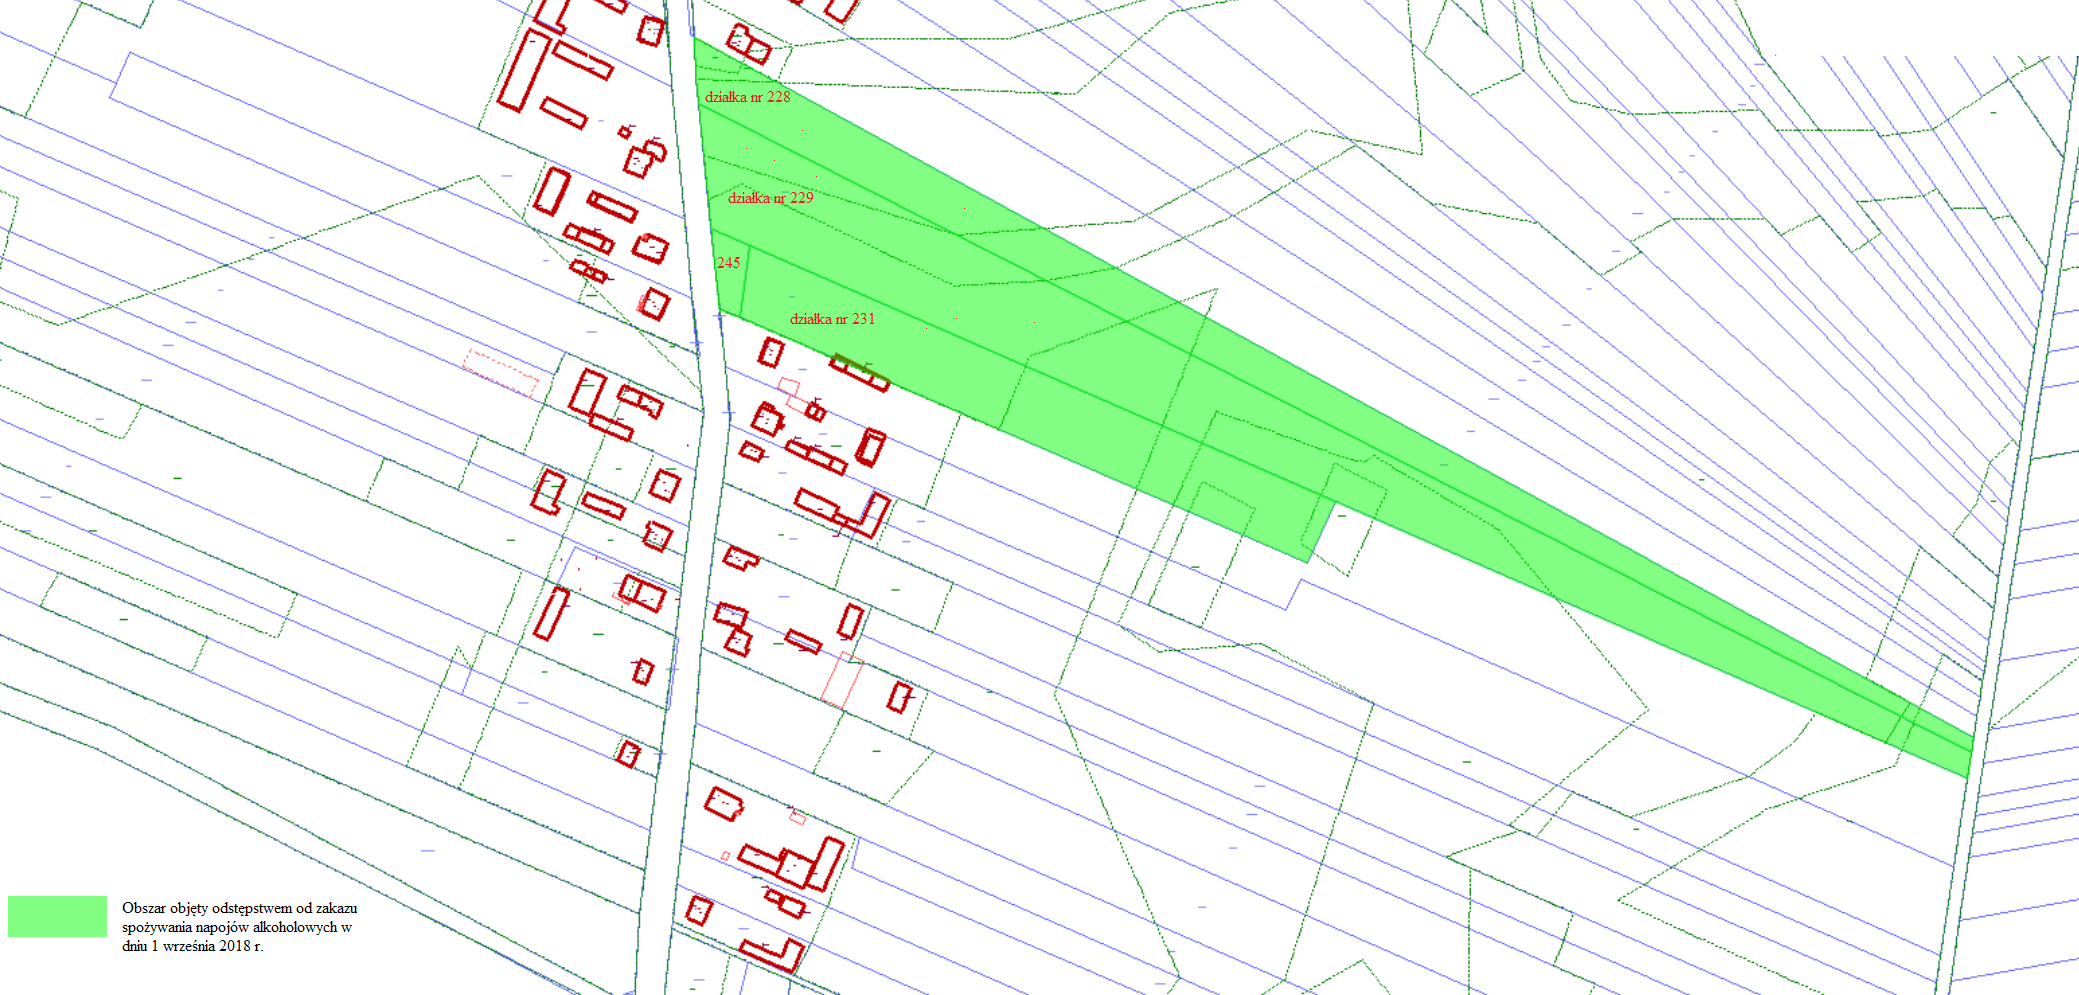 działka nr 228
działka nr 229
245
działka nr 231
Obszar objęty odstępstwem od zakazu
spożywania napojów alkoholowych w
dniu 1 września 2018 r.